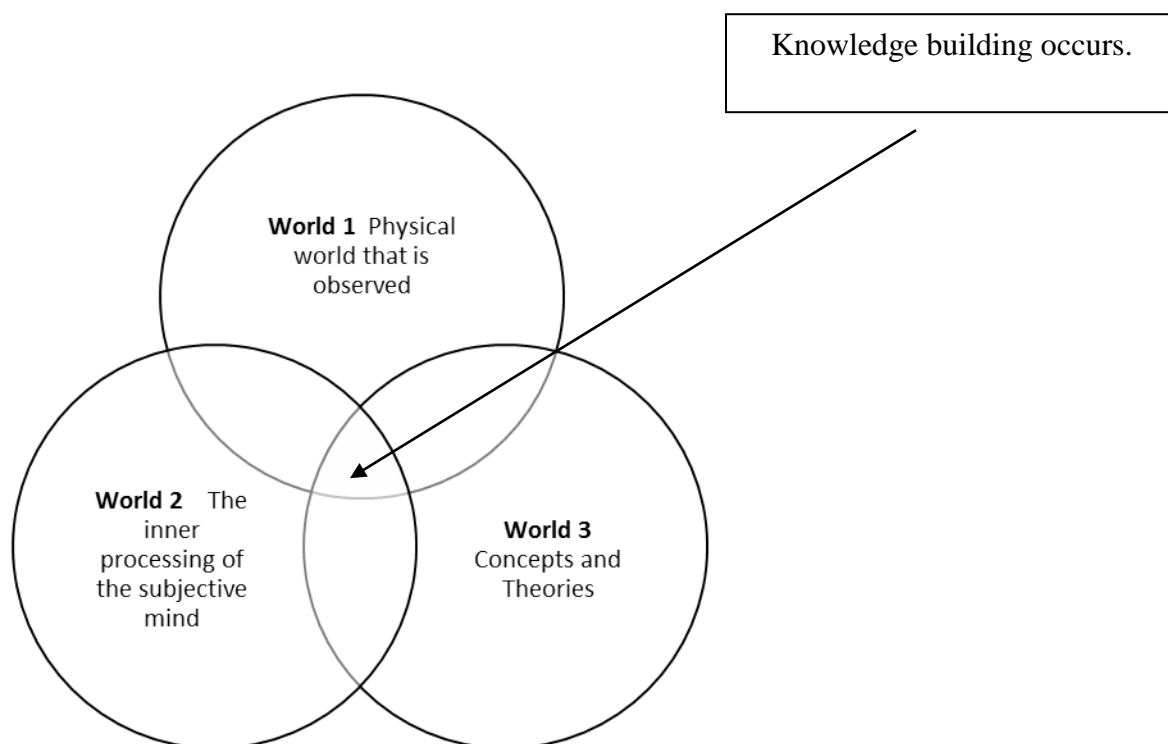 Knowledge building occurs.
World 1 Physical
world that is
observed
World 2 The
inner
processing of
the subjective
mind
World 3
Concepts and
Theories